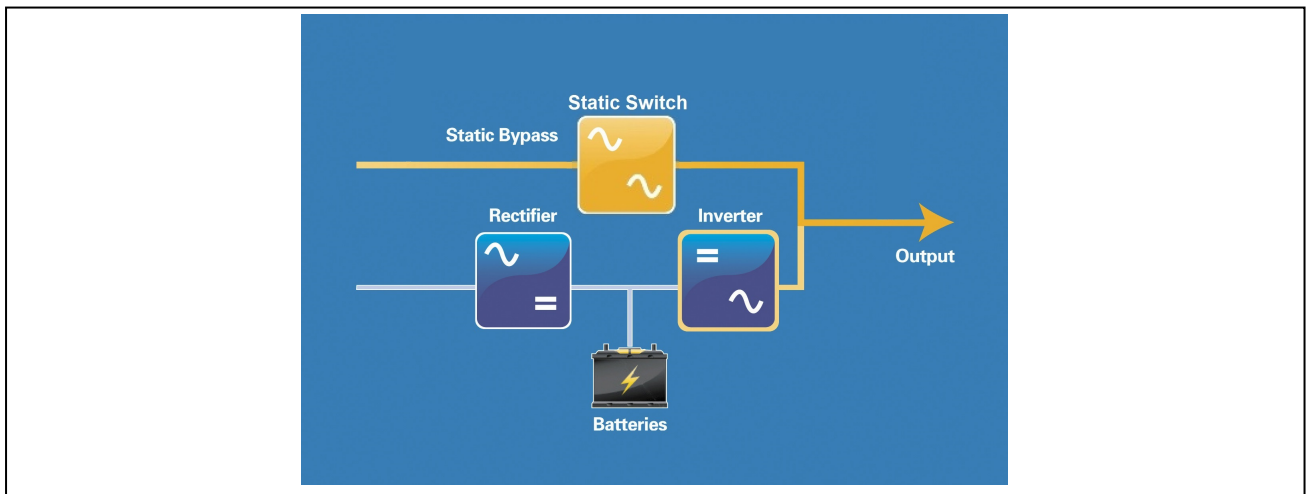 Static Switch
Static Bypass
Rectifier
Inverter
Output
Batteries